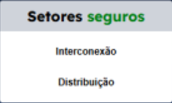 Setores seguros
Interconexão
Distribuição